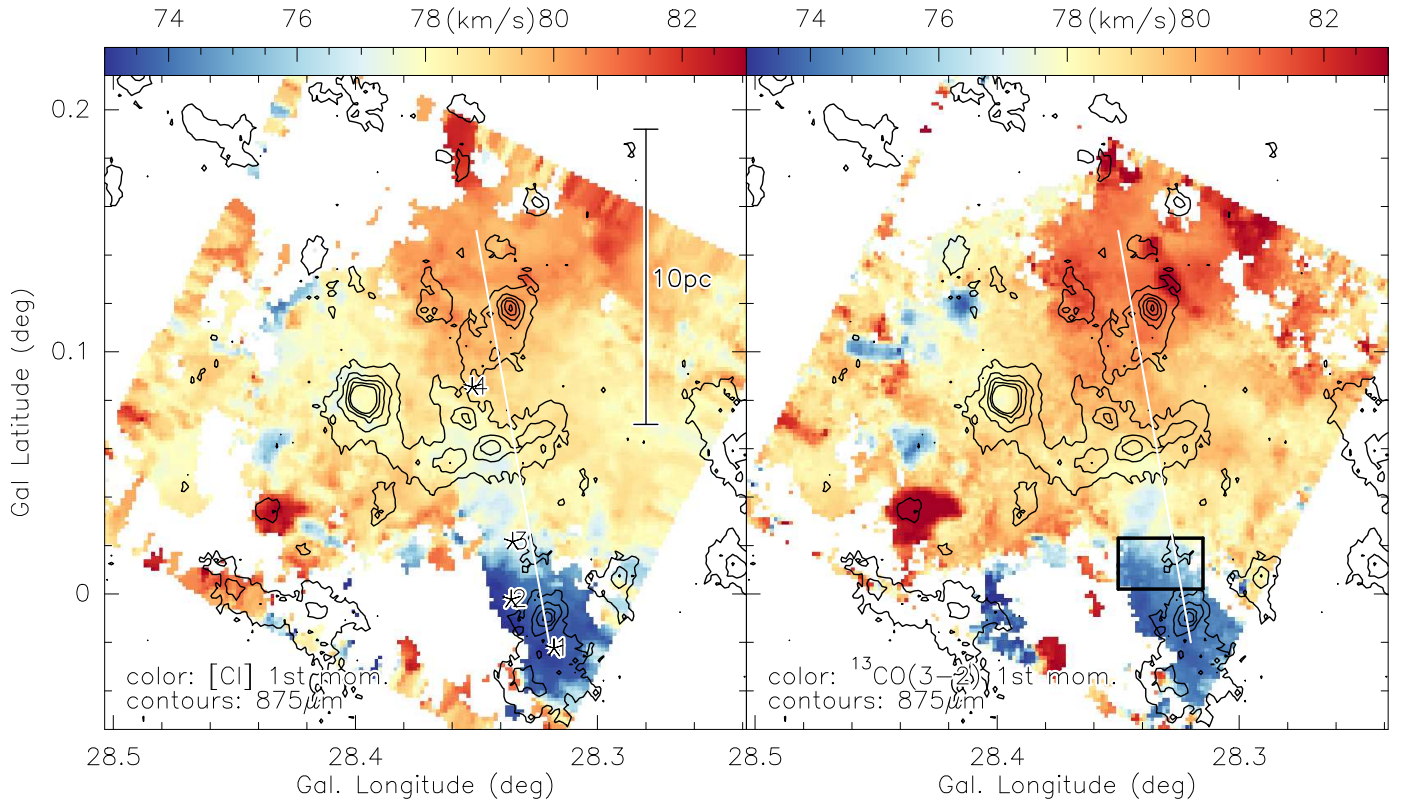 74 76 78(km/s)80 82 74 76 78(km/s)80 82
0.2
10pc
0.1
4
3
0
2
1
color: [CI] 1st mom.
contours: 875μm
color: ¹³CO(3−2) 1st mom.
contours: 875μm
28.5 28.4 28.3 28.5 28.4 28.3
Gal. Longitude (deg) Gal. Longitude (deg)
Gal Latitude (deg)